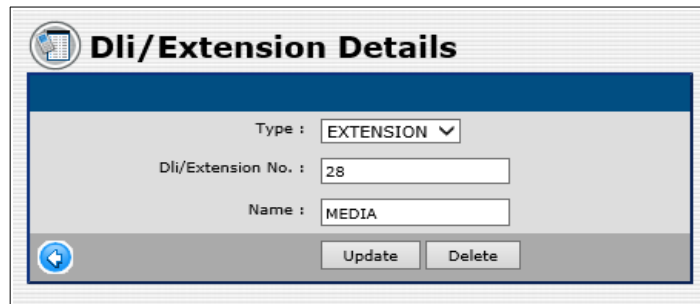 Dli/Extension Details
Type : EXTENSION
Dli/Extension No. : 28
Name : MEDIA
Update Delete